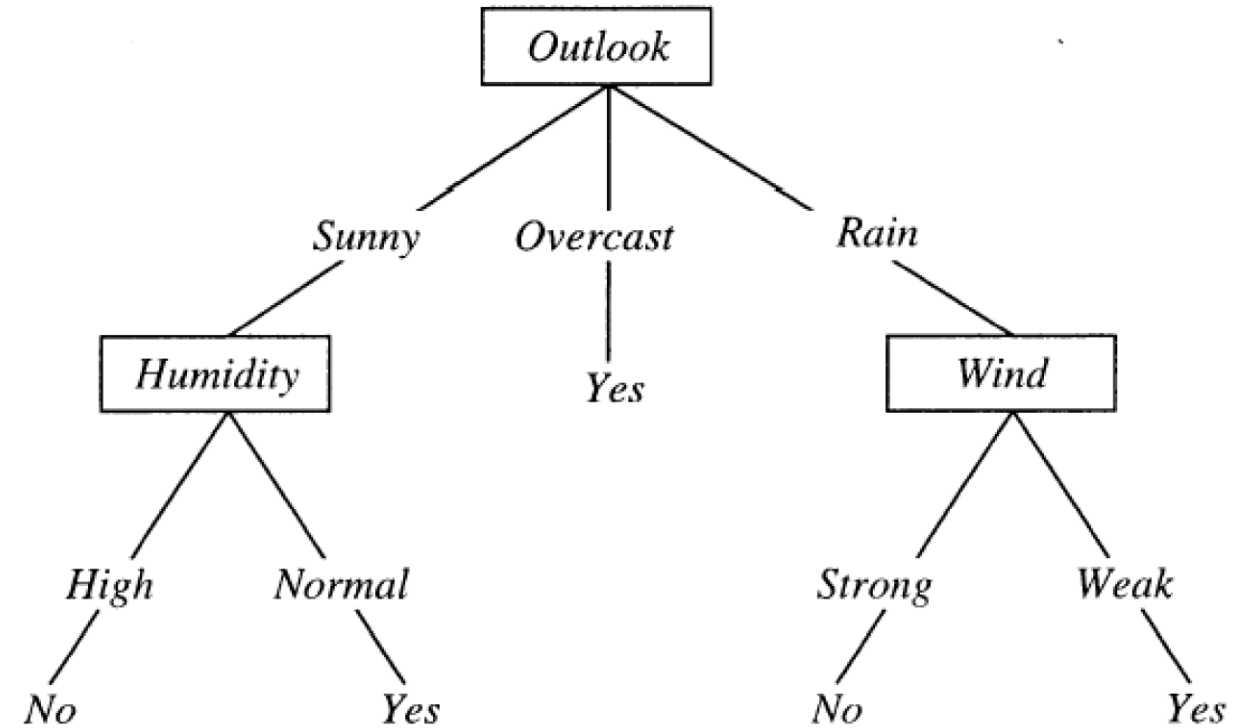 Outlook
Sunny Overcast Rain
Humidity Yes Wind
High Normal Strong Weak
No Yes No Yes